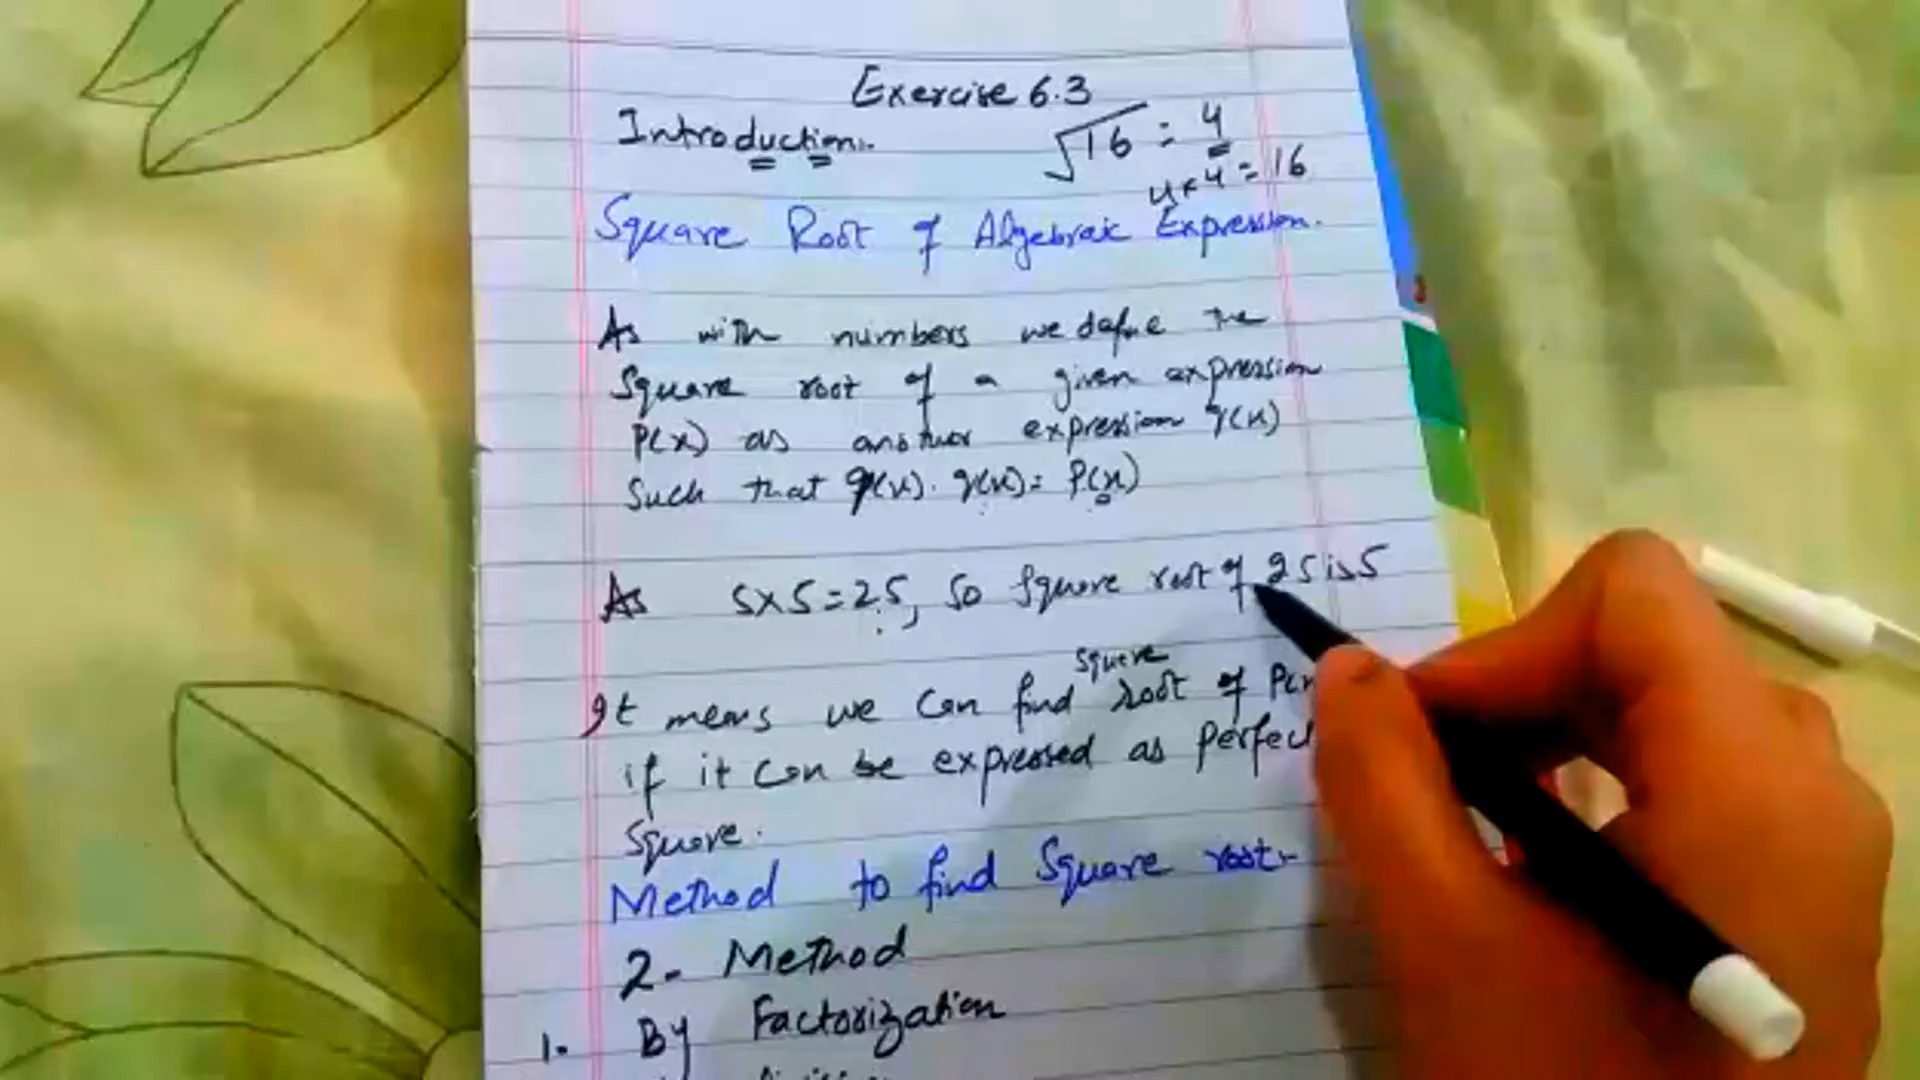 Exercise 6.3
Introduction:-
√16 = 4
4×4=16
Square Root of Algebraic Expression.
As with numbers we define the
Square root of a given expression
P(x) as another expression q(x)
Such that q(x). q(x)= P(x)
As 5×5=25, So Square root of 25 is 5
square
It means we can find root of P(x
if it can be expressed as perfect
Square.
Method to find Square root-
2- Method
1. By Factorization